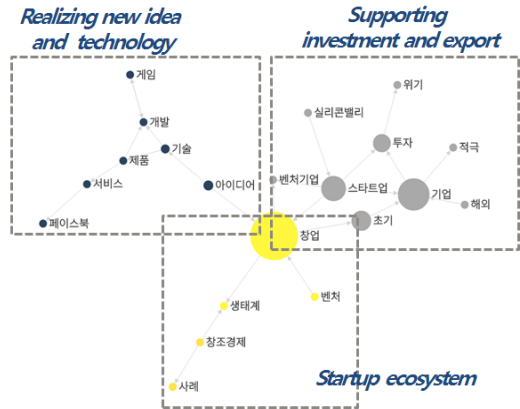 Realizing new idea
and technology
Supporting
investment and export
게임
개발
기술
제품
서비스
아이디어
페이스북
위기
실리콘밸리
투자
적극
벤처기업
스타트업
기업
해외
초기
창업
생태계
벤처
창조경제
사례
Startup ecosystem